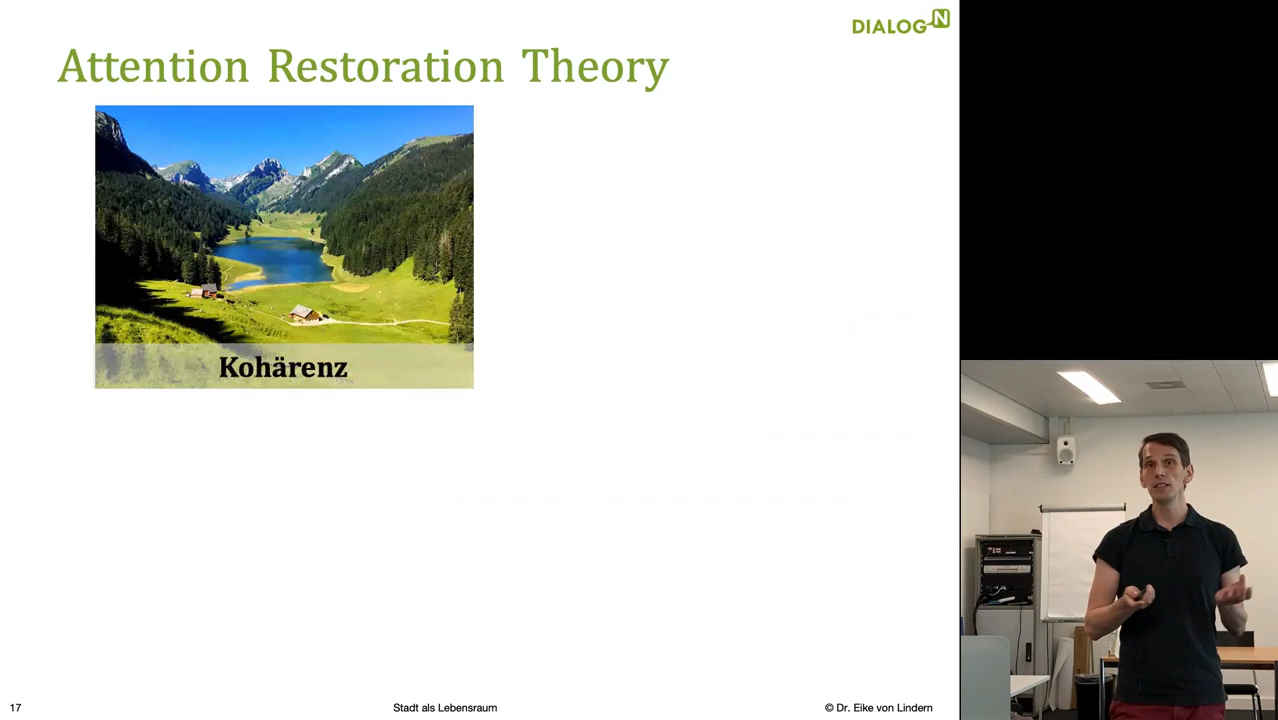 DIALOG N
Attention Restoration Theory
Kohärenz
17
Stadt als Lebensraum
© Dr. Eike von Lindern